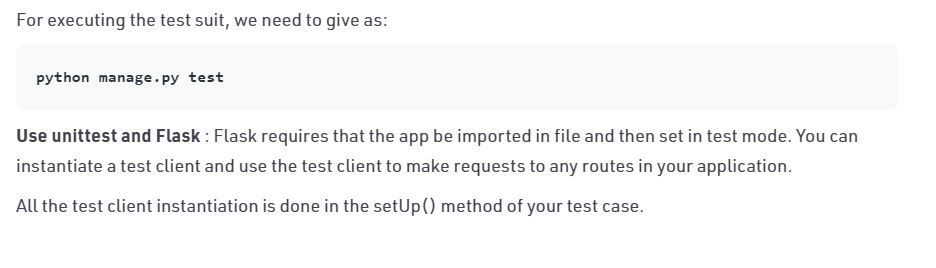 For executing the test suit, we need to give as:
python manage.py test
Use unittest and Flask : Flask requires that the app be imported in file and then set in test mode. You can
instantiate a test client and use the test client to make requests to any routes in your application.
All the test client instantiation is done in the setUp() method of your test case.